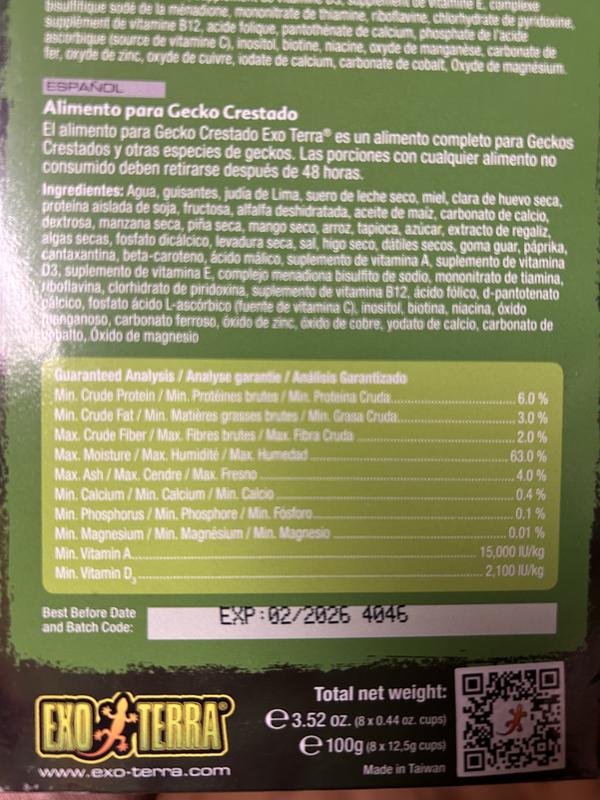 bisulfitique sodé de la ménadione, mononitrate de thiamine, riboflavine, chlorhydrate de pyridoxine,
supplément de vitamine B12, acide folique, pantothénate de calcium, phosphate de l'acide
ascorbique (source de vitamine C), inositol, biotine, niacine, oxyde de manganèse, carbonate de
fer, oxyde de zinc, oxyde de cuivre, iodate de calcium, carbonate de cobalt, Oxyde de magnésium.
ESPAÑOL
Alimento para Gecko Crestado
El alimento para Gecko Crestado Exo Terra® es un alimento completo para Geckos
Crestados y otras especies de geckos. Las porciones con cualquier alimento no
consumido deben retirarse después de 48 horas.
Ingredientes: Agua, guisantes, judía de Lima, suero de leche seco, miel, clara de huevo seca,
proteína aislada de soja, fructosa, alfalfa deshidratada, aceite de maíz, carbonato de calcio,
dextrosa, manzana seca, piña seca, mango seco, arroz, tapioca, azúcar, extracto de regaliz,
algas secas, fosfato dicálcico, levadura seca, sal, higo seco, dátiles secos, goma guar, páprika,
cantaxantina, beta-caroteno, ácido málico, suplemento de vitamina A, suplemento de vitamina
D3, suplemento de vitamina E, complejo menadiona bisulfito de sodio, mononitrato de tiamina,
riboflavina, clorhidrato de piridoxina, suplemento de vitamina B12, ácido fólico, d-pantotenato
cálcico, fosfato ácido L-ascórbico (fuente de vitamina C), inositol, biotina, niacina, óxido
manganoso, carbonato ferroso, óxido de zinc, óxido de cobre, yodato de calcio, carbonato de
cobalto, Óxido de magnesio
Guaranteed Analysis / Analyse garantie / Análisis Garantizado
Min. Crude Protein / Min. Protéines brutes / Min. Proteína Cruda 6.0 %
Min. Crude Fat / Min. Matières grasses brutes / Min. Grasa Cruda 3.0 %
Max. Crude Fiber / Max. Fibres brutes / Max. Fibra Cruda 2.0 %
Max. Moisture / Max. Humidité / Max. Humedad 63.0 %
Max. Ash / Max. Cendre / Max. Fresno 4.0 %
Min. Calcium / Min. Calcium / Min. Calcio 0.4 %
Min. Phosphorus / Min. Phosphore / Min. Fósforo 0.1 %
Min. Magnesium / Min. Magnésium / Min. Magnesio 0.01 %
Min. Vitamin A 15,000 IU/kg
Min. Vitamin D3 2,100 IU/kg
Best Before Date
and Batch Code:
EXP:02/2026 4046
EXO TERRA®
www.exo-terra.com
Total net weight:
℮ 3.52 oz. (8 x 0.44 oz. cups)
℮ 100g (8 x 12,5g cups)
Made in Taiwan